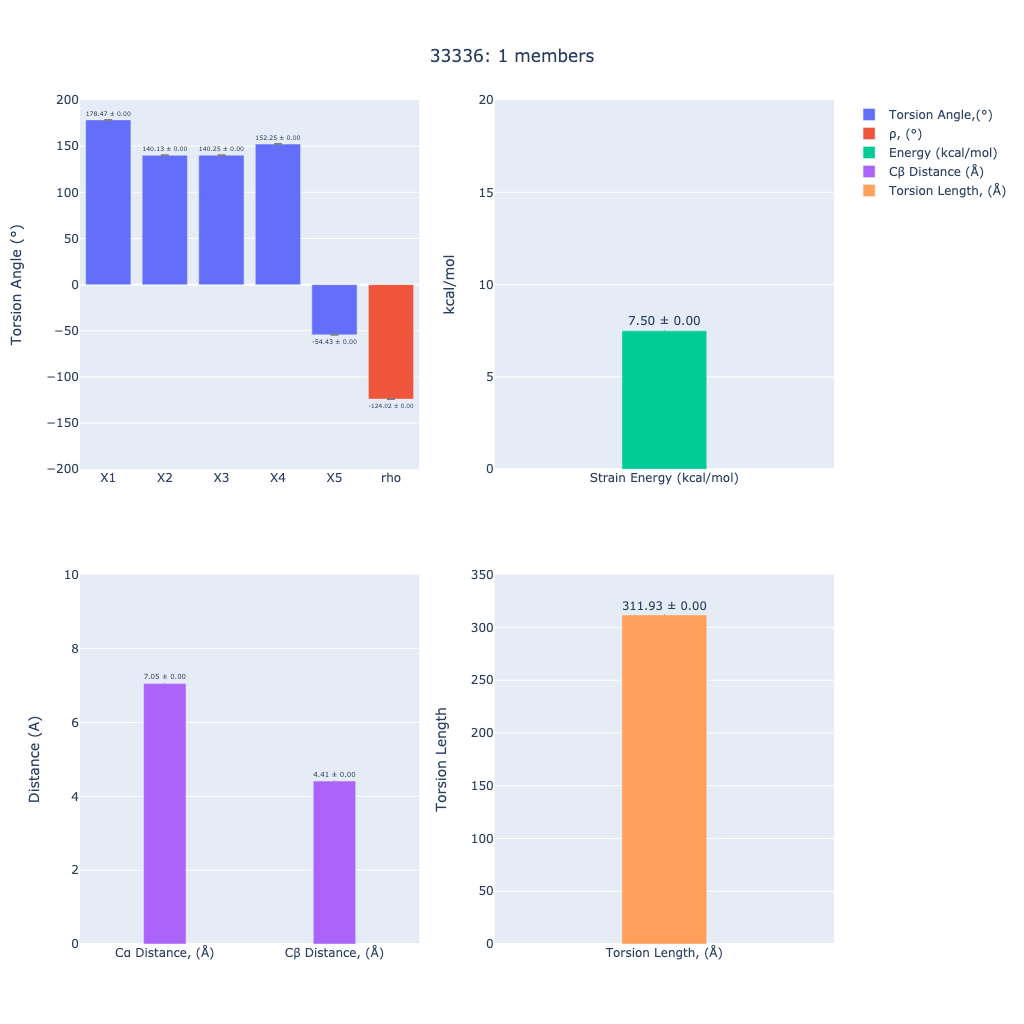 33336: 1 members
Torsion Angle (°)
200
150
100
50
0
−50
−100
−150
−200
178.47 ± 0.00
140.13 ± 0.00
140.25 ± 0.00
152.25 ± 0.00
-54.43 ± 0.00
-124.02 ± 0.00
X1 X2 X3 X4 X5 rho
kcal/mol
20
15
10
5
0
7.50 ± 0.00
Strain Energy (kcal/mol)
Torsion Angle,(°)
ρ, (°)
Energy (kcal/mol)
Cβ Distance (Å)
Torsion Length, (Å)
Distance (A)
10
8
6
4
2
0
7.05 ± 0.00
4.41 ± 0.00
Cα Distance, (Å) Cβ Distance, (Å)
Torsion Length
350
300
250
200
150
100
50
0
311.93 ± 0.00
Torsion Length, (Å)